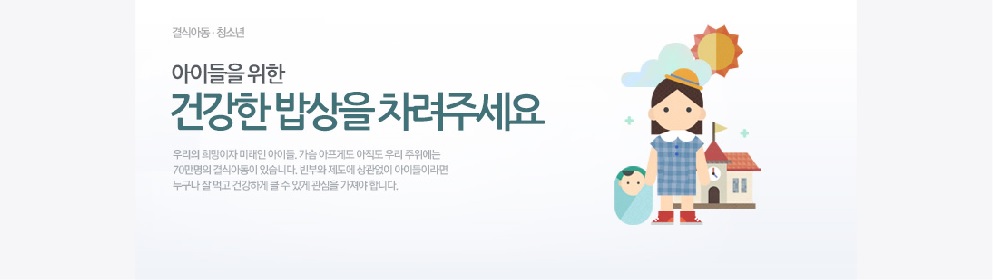 결식아동 · 청소년
아이들을 위한
건강한 밥상을 차려주세요
우리의 희망이자 미래인 아이들. 가슴 아프게도 아직도 우리 주위에는
70만명의 결식아동이 있습니다. 빈부와 제도에 상관없이 아이들이라면
누구나 잘 먹고 건강하게 클 수 있게 관심을 가져야 합니다.